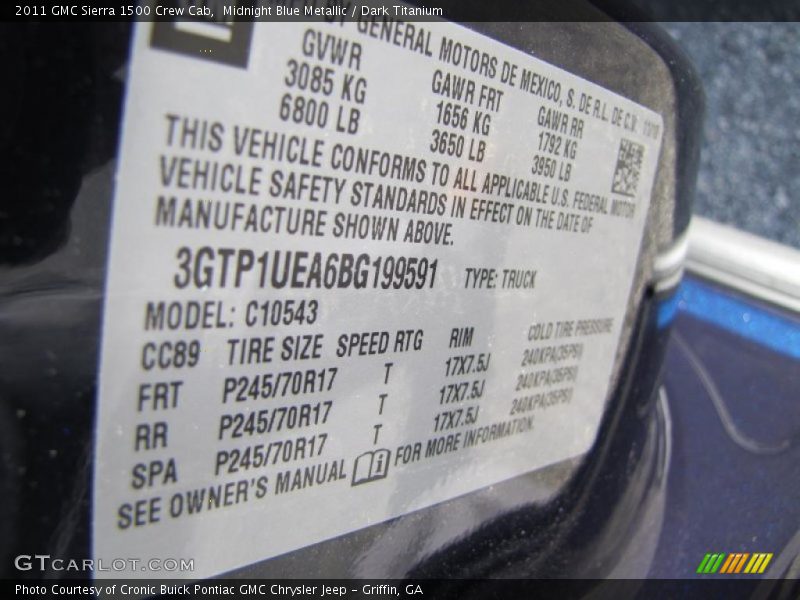 2011 GMC Sierra 1500 Crew Cab,  Midnight Blue Metallic / Dark Titanium
GENERAL MOTORS DE MEXICO, S. DE R.L. DE C.V. 11/10
GVWR GAWR FRT GAWR RR
3085 KG 1656 KG 1792 KG
6800 LB 3650 LB 3950 LB
THIS VEHICLE CONFORMS TO ALL APPLICABLE U.S. FEDERAL MOTOR
VEHICLE SAFETY STANDARDS IN EFFECT ON THE DATE OF
MANUFACTURE SHOWN ABOVE.
3GTP1UEA6BG199591 TYPE: TRUCK
MODEL: C10543
CC89 TIRE SIZE SPEED RTG RIM COLD TIRE PRESSURE
FRT P245/70R17 T 17X7.5J 240KPA(35PSI)
RR P245/70R17 T 17X7.5J 240KPA(35PSI)
SPA P245/70R17 T 17X7.5J 240KPA(35PSI)
SEE OWNER'S MANUAL FOR MORE INFORMATION.
GTCARLOT.COM
Photo Courtesy of Cronic Buick Pontiac GMC Chrysler Jeep - Griffin, GA